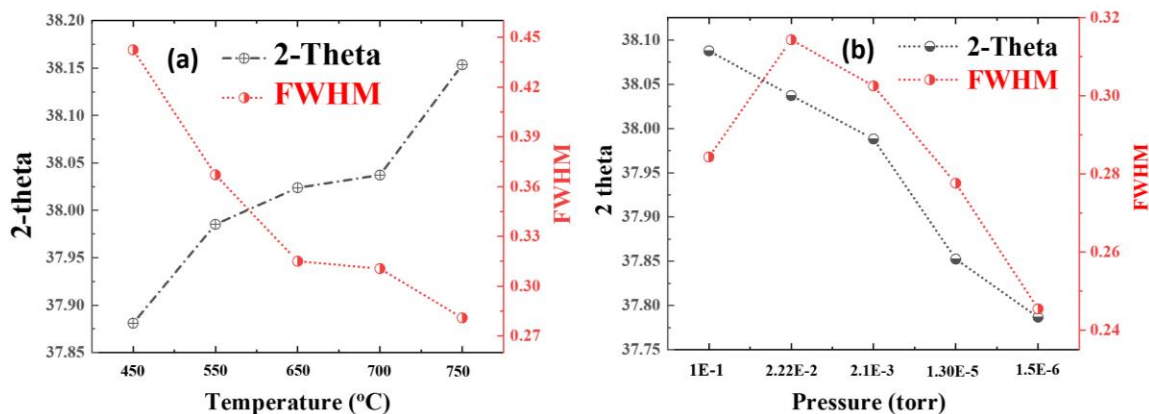 (a)
2-Theta
FWHM
38.20
38.15
38.10
38.05
38.00
37.95
37.90
37.85
2-theta
0.45
0.42
0.39
0.36
0.33
0.30
0.27
FWHM
450 550 650 700 750
Temperature (ºC)
(b)
2-Theta
FWHM
38.10
38.05
38.00
37.95
37.90
37.85
37.80
37.75
2 theta
0.32
0.30
0.28
0.26
0.24
FWHM
1E-1 2.22E-2 2.1E-3 1.30E-5 1.5E-6
Pressure (torr)